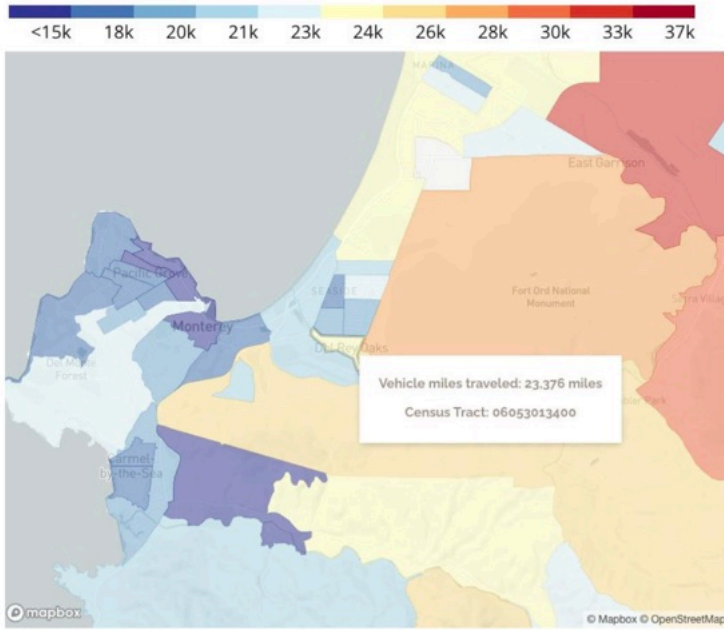 <15k 18k 20k 21k 23k 24k 26k 28k 30k 33k 37k
MARINA
East Garrison
Pacific Grove
SEASIDE
Fort Ord National
Monument
Monterey
Del Rey Oaks
Del Monte
Forest
Vehicle miles traveled: 23,376 miles
Census Tract: 06053013400
Park
Carmel-
by-the-Sea
mapbox
© Mapbox © OpenStreetMap